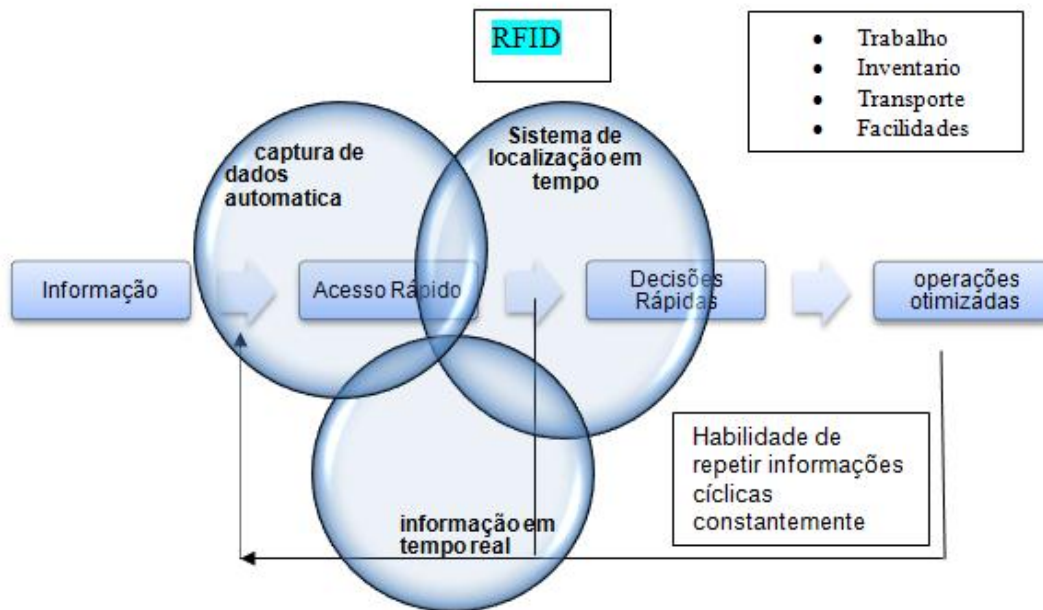 RFID
• Trabalho
• Inventario
• Transporte
• Facilidades
captura de
dados
automatica
Sistema de
localização em
tempo
Informação
Acesso Rápido
Decisões
Rápidas
operações
otimizadas
Habilidade de
repetir informações
cíclicas
constantemente
informação em
tempo real